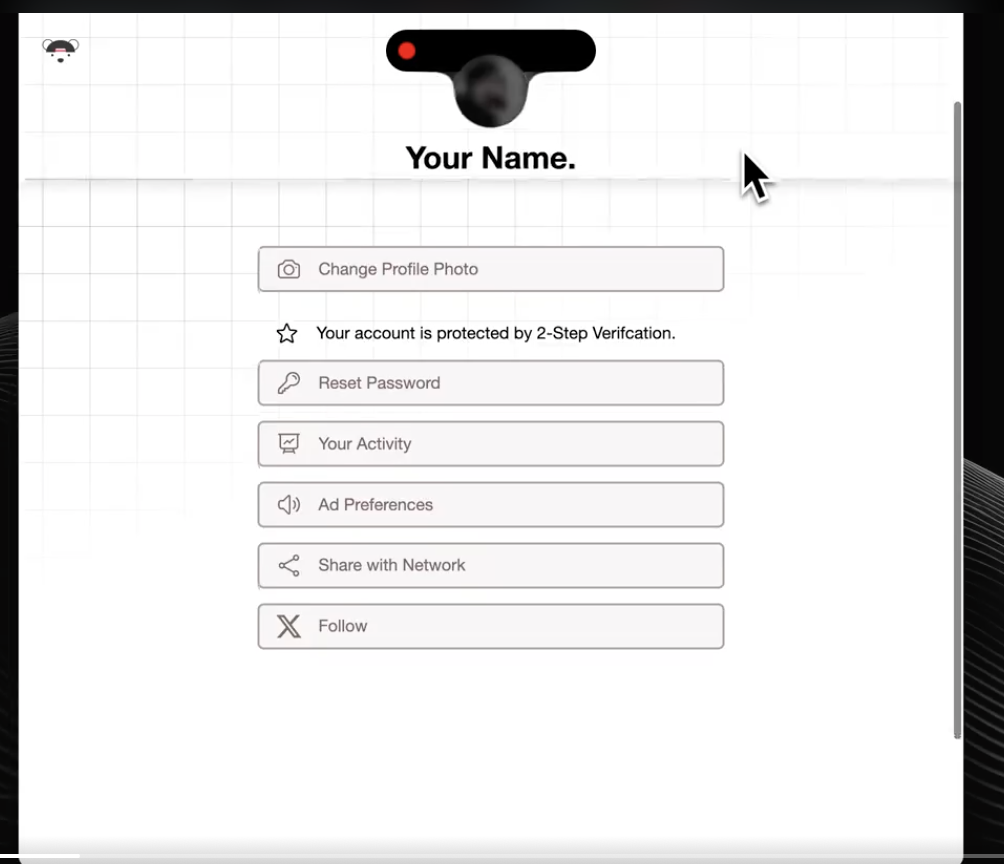 Your Name.
Change Profile Photo
Your account is protected by 2-Step Verifcation.
Reset Password
Your Activity
Ad Preferences
Share with Network
Follow